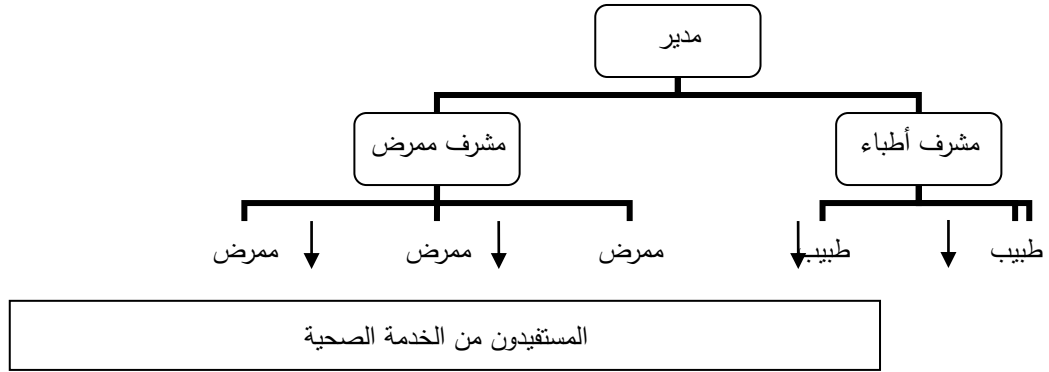 مدير
مشرف أطباء
مشرف ممرض
طبيب
طبيب
ممرض
ممرض
ممرض
المستفيدون من الخدمة الصحية